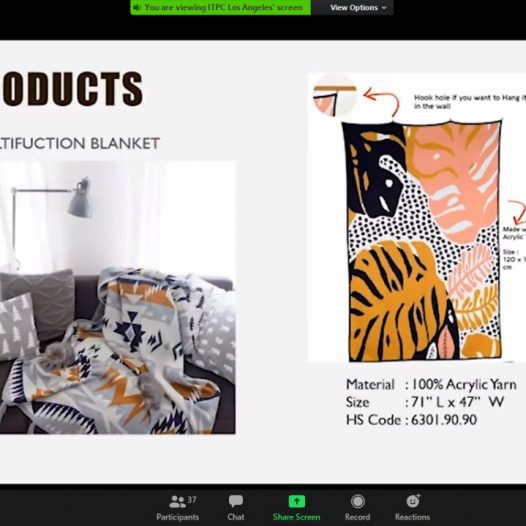 You are viewing ITPC Los Angeles' screen
View Options
ODUCTS
LTIFUCTION BLANKET
Hook hole if you want to Hang it
in the wall
Made w
Acrylic
Size :
120 x 1
cm
Material : 100% Acrylic Yarn
Size : 71" L x 47" W
HS Code : 6301.90.90
37
Participants
Chat
Share Screen
Record
Reactions